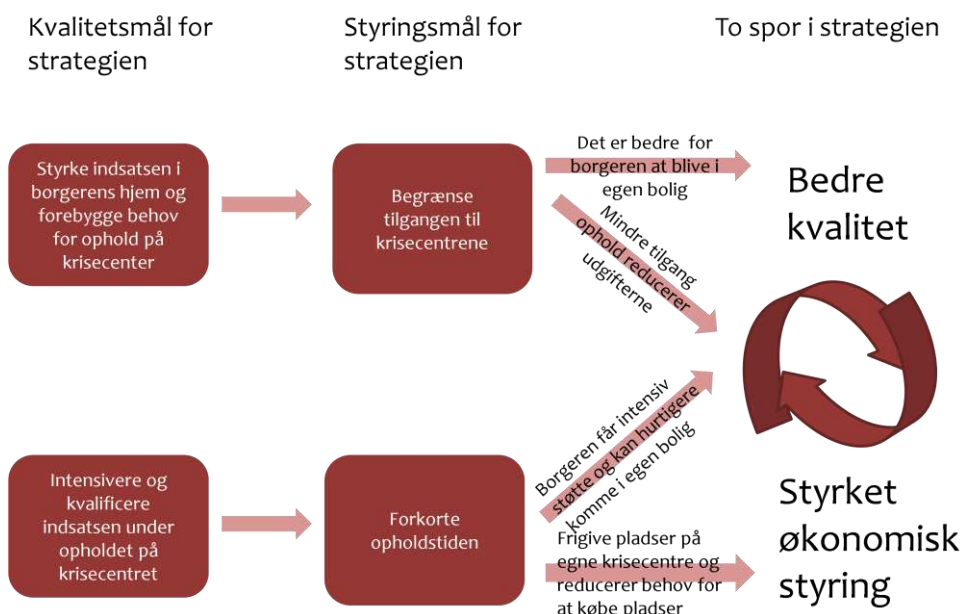 Kvalitetsmål for
strategien
Styringsmål for
strategien
To spor i strategien
Styrke indsatsen i
borgerens hjem og
forebygge behov
for ophold på
krisecenter
Begrænse
tilgangen til
krisecentrene
Det er bedre for
borgeren at blive i
egen bolig
Mindre tilgang
ophold reducerer
udgifterne
Bedre
kvalitet
Intensivere og
kvalificere
indsatsen under
opholdet på
krisecentret
Forkorte
opholdstiden
Borgeren får intensiv
støtte og kan hurtigere
komme i egen bolig
Frigive pladser på
egne krisecentre og
reducerer behov for
at købe pladser
Styrket
økonomisk
styring